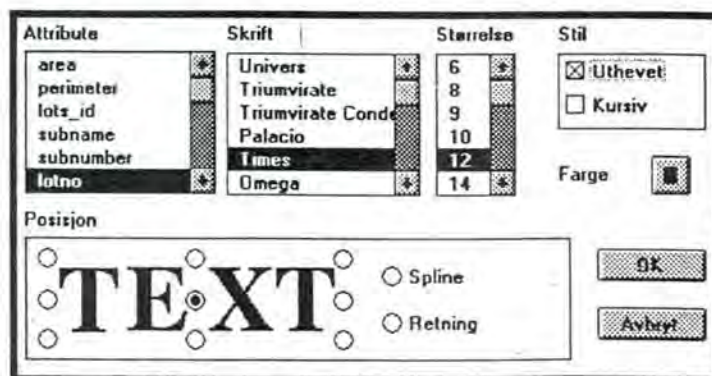 Attribute
area
perimeter
lots_id
subname
subnumber
lotno
Skrift
Univers
Triumvirate
Triumvirate Conde
Palacio
Times
Omega
Størrelse
6
8
9
10
12
14
Stil
Uthevet
Kursiv
Farge
Posisjon
TEXT
Spline
Retning
OK
Avbryt